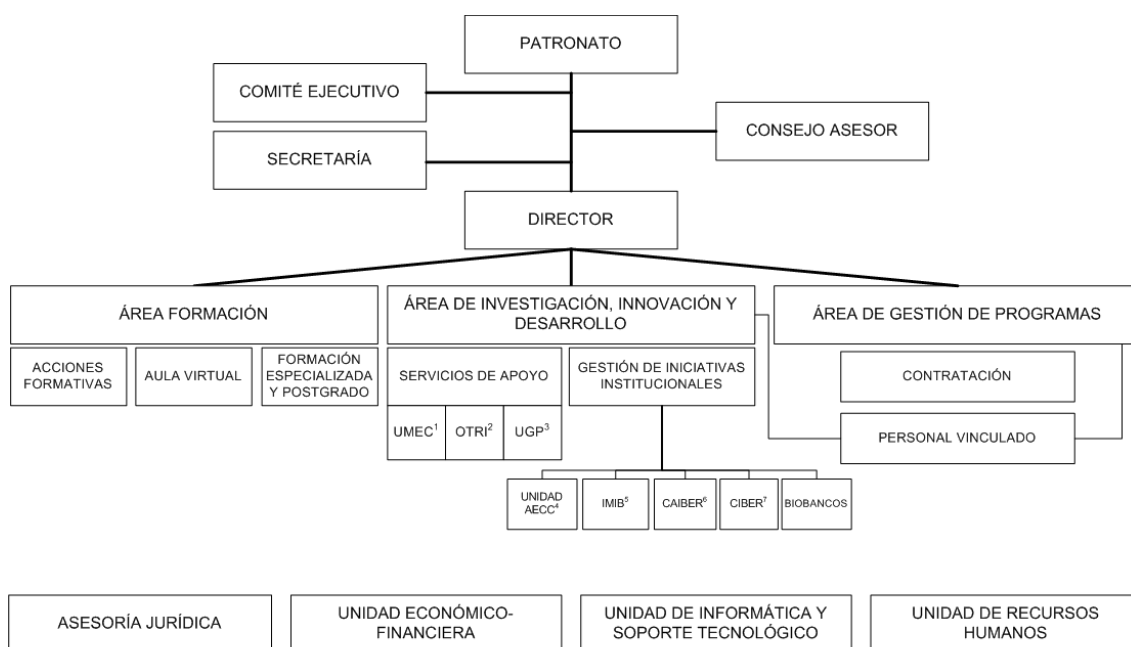 PATRONATO
COMITÉ EJECUTIVO
CONSEJO ASESOR
SECRETARÍA
DIRECTOR
ÁREA FORMACIÓN
ÁREA DE INVESTIGACIÓN, INNOVACIÓN Y
DESARROLLO
ÁREA DE GESTIÓN DE PROGRAMAS
ACCIONES
FORMATIVAS
AULA VIRTUAL
FORMACIÓN
ESPECIALIZADA
Y POSTGRADO
SERVICIOS DE APOYO
GESTIÓN DE INICIATIVAS
INSTITUCIONALES
CONTRATACIÓN
UMEC¹
OTRI²
UGP³
PERSONAL VINCULADO
UNIDAD
AECC⁴
IMIB⁵
CAIBER⁶
CIBER⁷
BIOBANCOS
ASESORÍA JURÍDICA
UNIDAD ECONÓMICO-
FINANCIERA
UNIDAD DE INFORMÁTICA Y
SOPORTE TECNOLÓGICO
UNIDAD DE RECURSOS
HUMANOS